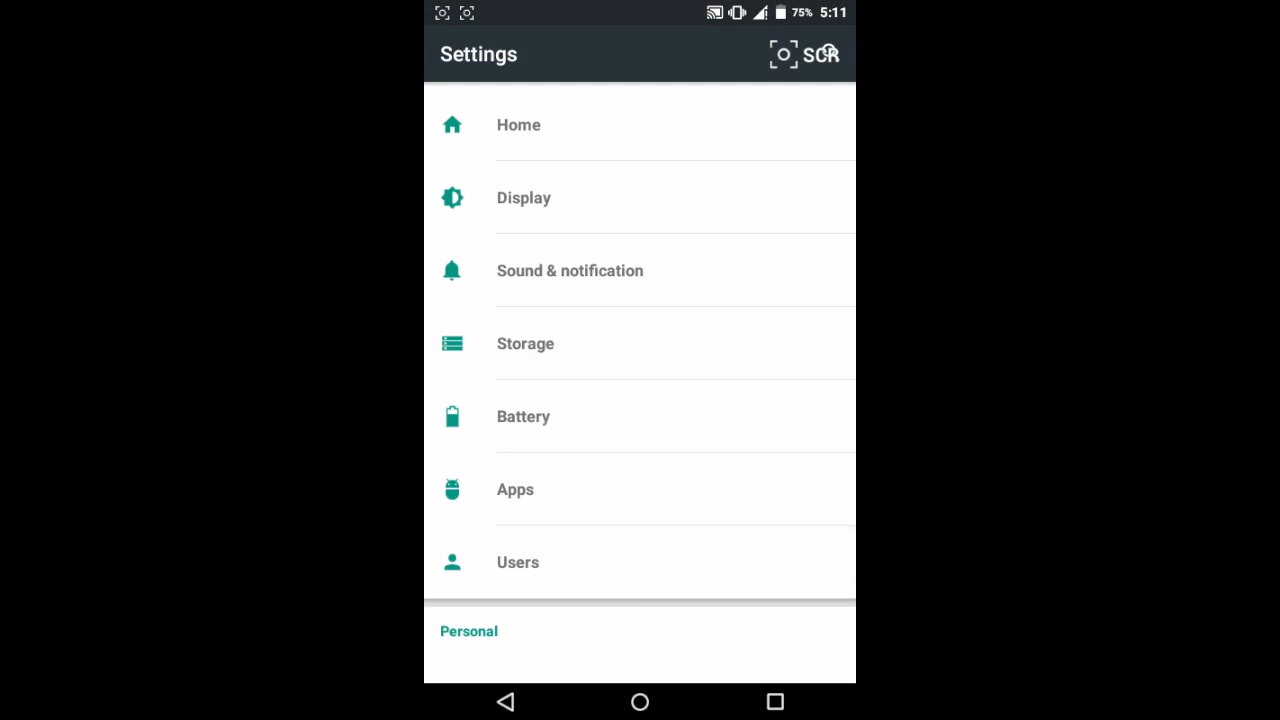 75% 5:11
Settings
SCR
Home
Display
Sound & notification
Storage
Battery
Apps
Users
Personal